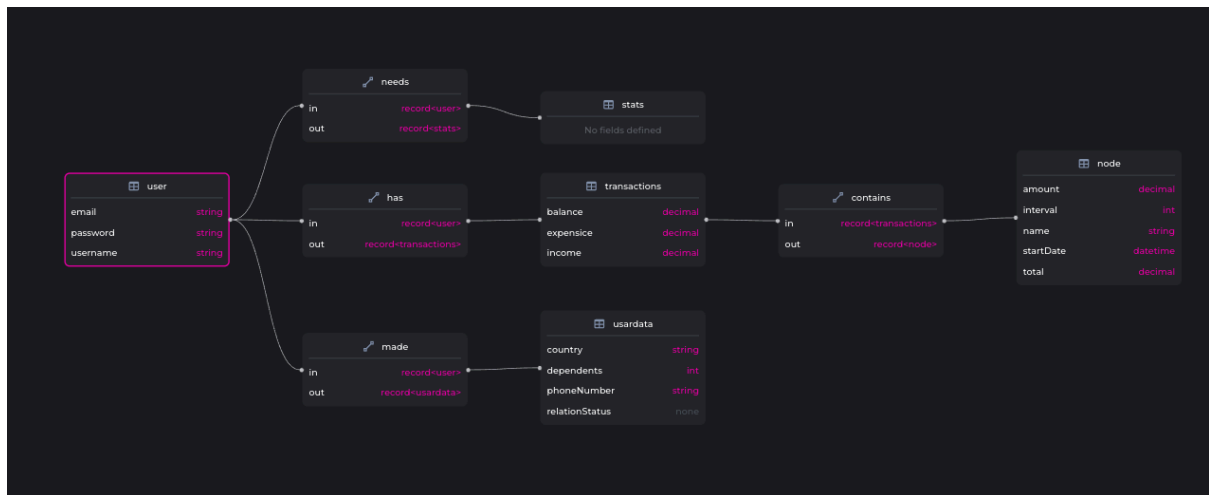 needs
in record<user>
out record<stats>
stats
No fields defined
user
email string
password string
username string
has
in record<user>
out record<transactions>
transactions
balance decimal
expensice decimal
income decimal
contains
in record<transactions>
out record<node>
node
amount decimal
interval int
name string
startDate datetime
total decimal
made
in record<user>
out record<usardata>
usardata
country string
dependents int
phoneNumber string
relationStatus none